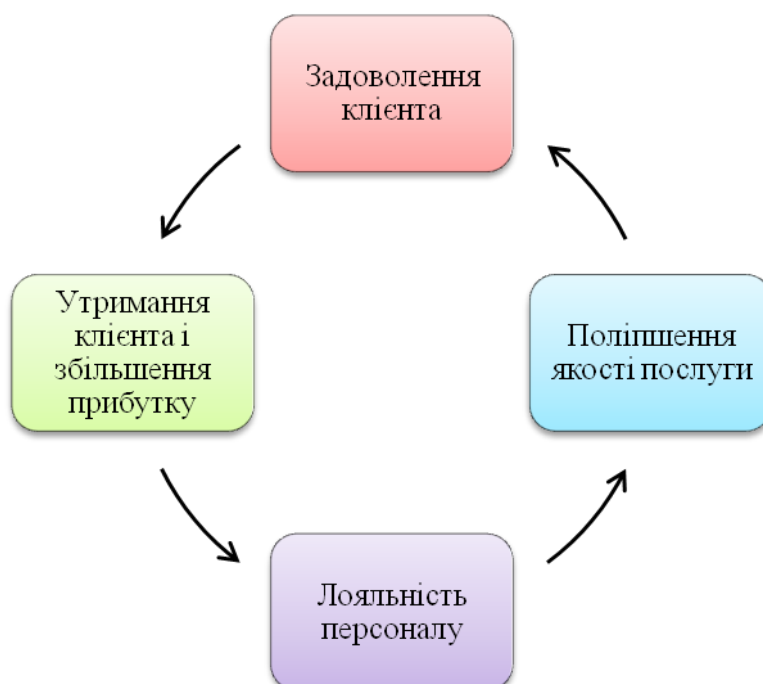 Задоволення
клієнта
Утримання
клієнта і
збільшення
прибутку
Поліпшення
якості послуги
Лояльність
персоналу